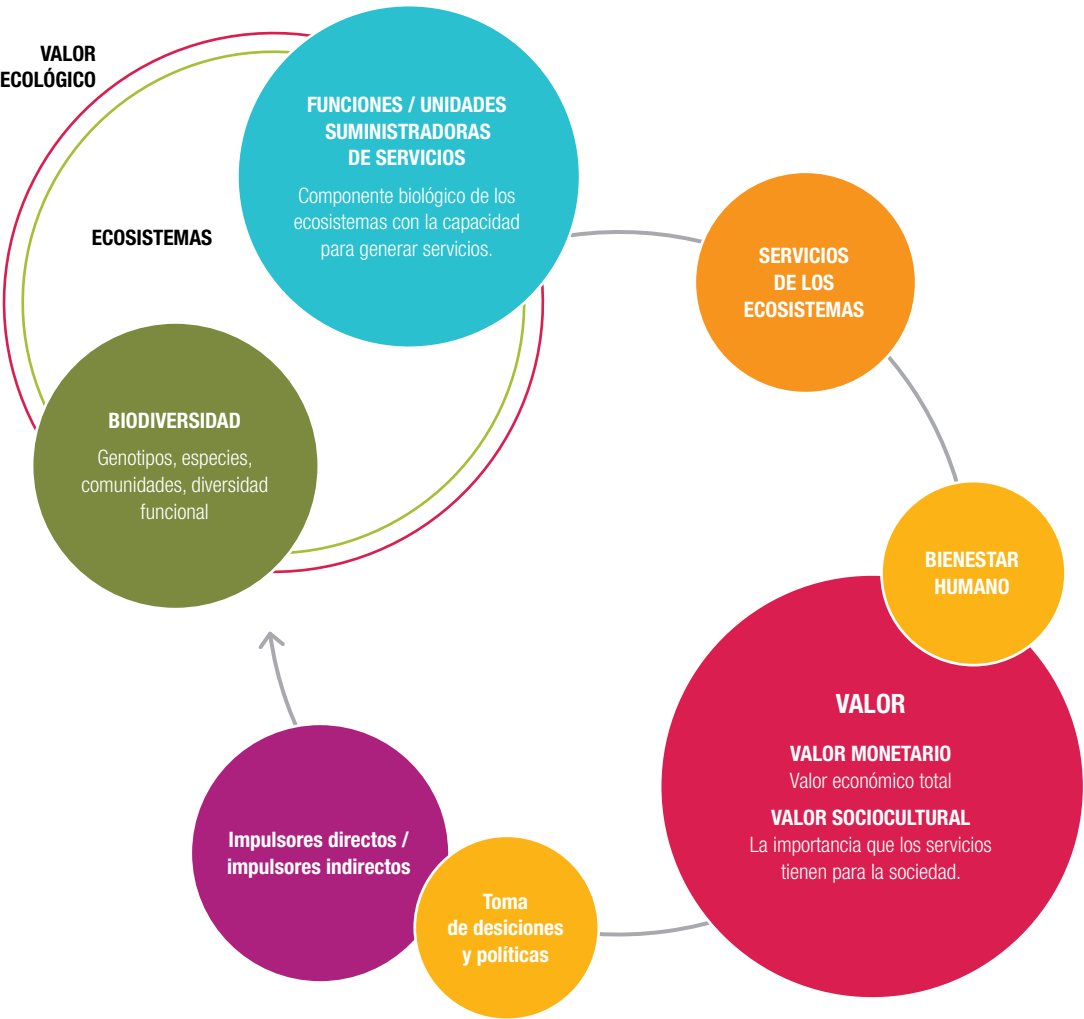 VALOR
ECOLÓGICO
FUNCIONES / UNIDADES
SUMINISTRADORAS
DE SERVICIOS
Componente biológico de los
ecosistemas con la capacidad
para generar servicios.
ECOSISTEMAS
SERVICIOS
DE LOS
ECOSISTEMAS
BIODIVERSIDAD
Genotipos, especies,
comunidades, diversidad
funcional
BIENESTAR
HUMANO
VALOR
VALOR MONETARIO
Valor económico total
VALOR SOCIOCULTURAL
La importancia que los servicios
tienen para la sociedad.
Impulsores directos /
impulsores indirectos
Toma
de desiciones
y políticas